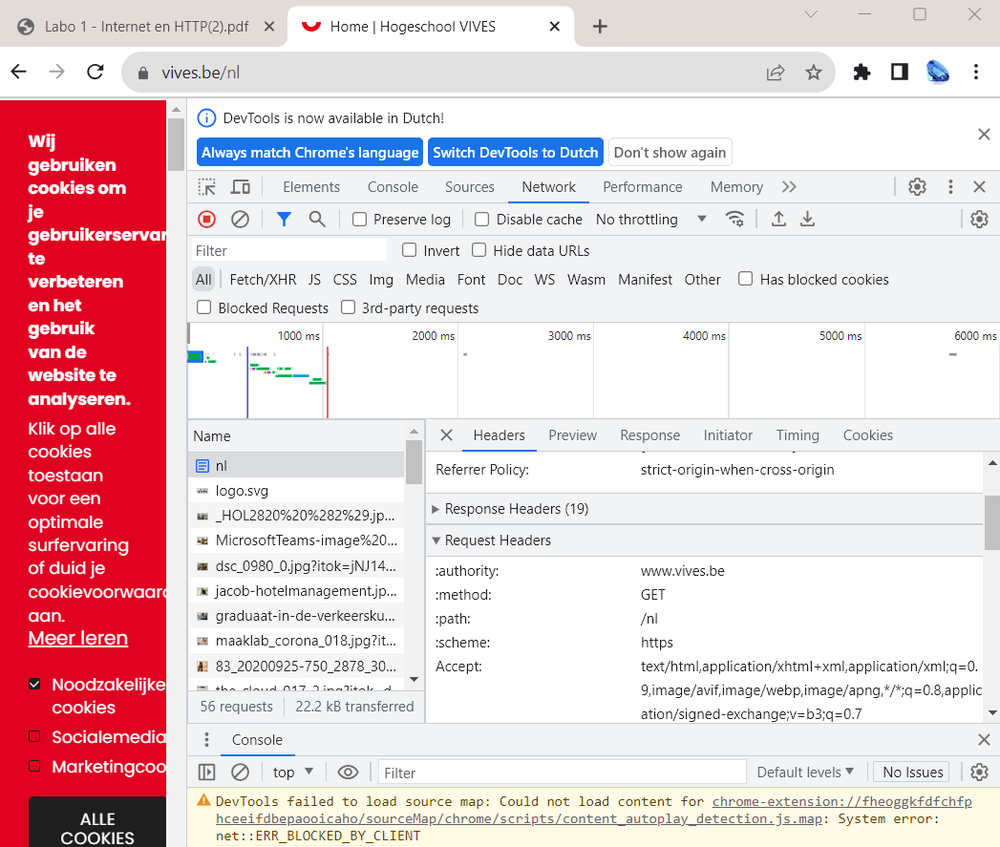 Labo 1 - Internet en HTTP(2).pdf
Home | Hogeschool VIVES
vives.be/nl
Wij
gebruiken
cookies om
je
gebruikerservar
te
verbeteren
en het
gebruik
van de
website te
analyseren.
Klik op alle
cookies
toestaan
voor een
optimale
surfervaring
of duid je
cookievoorwaard
aan.
Meer leren
Noodzakelijke
cookies
Socialemedia
Marketingcoo
ALLE
COOKIES
DevTools is now available in Dutch!
Always match Chrome's language Switch DevTools to Dutch Don't show again
Elements Console Sources Network Performance Memory
Preserve log Disable cache No throttling
Filter Invert Hide data URLs
All Fetch/XHR JS CSS Img Media Font Doc WS Wasm Manifest Other Has blocked cookies
Blocked Requests 3rd-party requests
1000 ms 2000 ms 3000 ms 4000 ms 5000 ms 6000 ms
Name
nl
logo.svg
_HOL2820%20%282%29.jp...
MicrosoftTeams-image%20...
dsc_0980_0.jpg?itok=jNJ14...
jacob-hotelmanagement.jp...
graduaat-in-de-verkeersku...
maaklab_corona_018.jpg?it...
83_20200925-750_2878_30...
56 requests 22.2 kB transferred
Headers Preview Response Initiator Timing Cookies
Referrer Policy: strict-origin-when-cross-origin
Response Headers (19)
Request Headers
:authority: www.vives.be
:method: GET
:path: /nl
:scheme: https
Accept: text/html,application/xhtml+xml,application/xml;q=0.
9,image/avif,image/webp,image/apng,*/*;q=0.8,applic
ation/signed-exchange;v=b3;q=0.7
Console
top Filter Default levels No Issues
DevTools failed to load source map: Could not load content for chrome-extension://fheoggkfdfchfp
hceeifdbepaooicaho/sourceMap/chrome/scripts/content_autoplay_detection.js.map: System error:
net::ERR_BLOCKED_BY_CLIENT